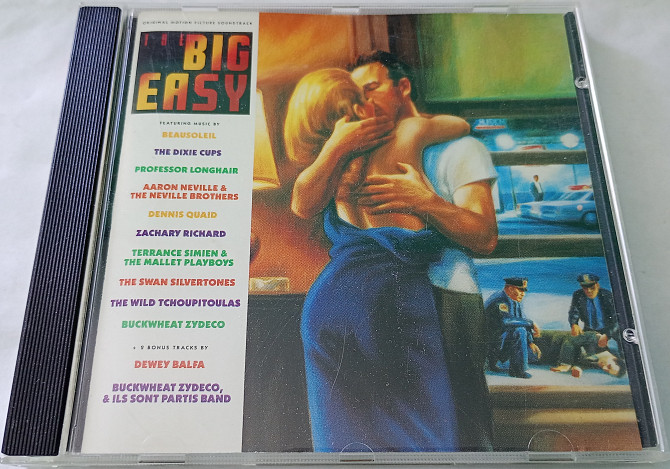 ORIGINAL MOTION PICTURE SOUNDTRACK
THE
BIG
EASY
FEATURING MUSIC BY
BEAUSOLEIL
THE DIXIE CUPS
PROFESSOR LONGHAIR
AARON NEVILLE &
THE NEVILLE BROTHERS
DENNIS QUAID
ZACHARY RICHARD
TERRANCE SIMIEN &
THE MALLET PLAYBOYS
THE SWAN SILVERTONES
THE WILD TCHOUPITOULAS
BUCKWHEAT ZYDECO
+ 2 BONUS TRACKS BY
DEWEY BALFA
BUCKWHEAT ZYDECO,
& ILS SONT PARTIS BAND